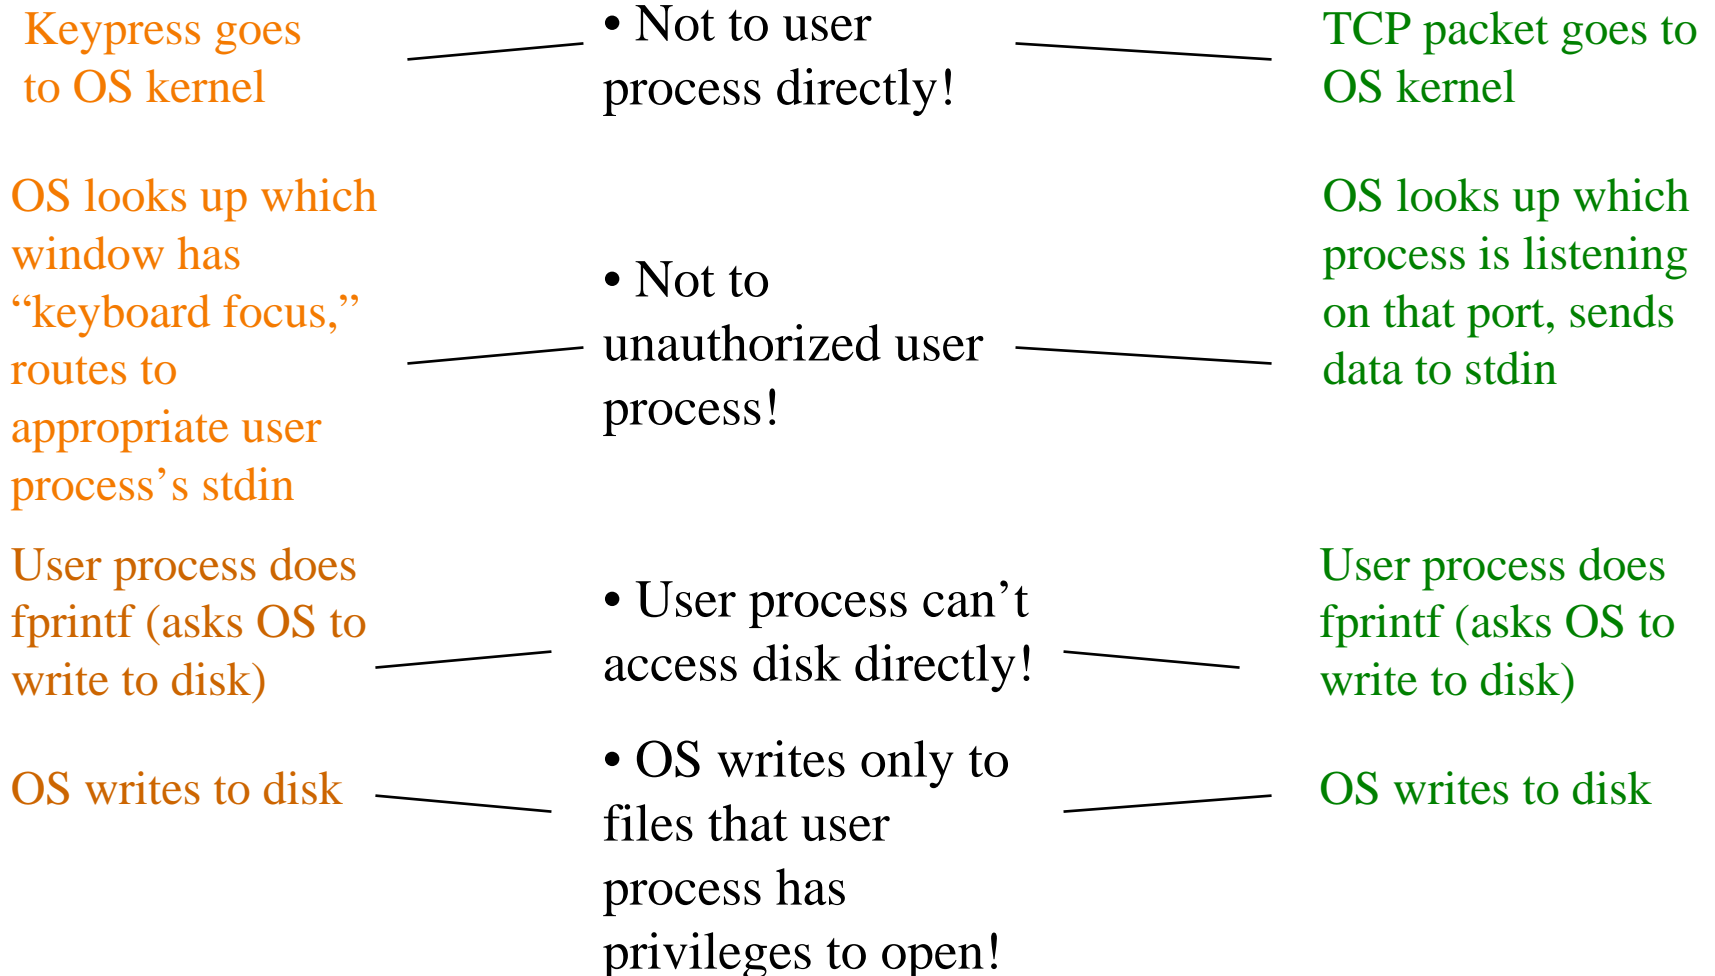 Keypress goes
to OS kernel
• Not to user
process directly!
TCP packet goes to
OS kernel
OS looks up which
window has
“keyboard focus,”
routes to
appropriate user
process’s stdin
• Not to
unauthorized user
process!
OS looks up which
process is listening
on that port, sends
data to stdin
User process does
fprintf (asks OS to
write to disk)
• User process can’t
access disk directly!
User process does
fprintf (asks OS to
write to disk)
OS writes to disk
• OS writes only to
files that user
process has
privileges to open!
OS writes to disk